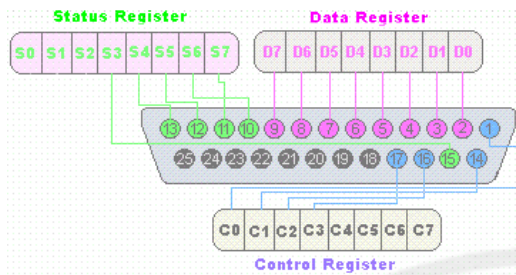 Status Register Data Register
S0 S1 S2 S3 S4 S5 S6 S7 D7 D6 D5 D4 D3 D2 D1 D0
13 12 11 10 9 8 7 6 5 4 3 2 1
25 24 23 22 21 20 19 18 17 16 15 14
C0 C1 C2 C3 C4 C5 C6 C7
Control Register